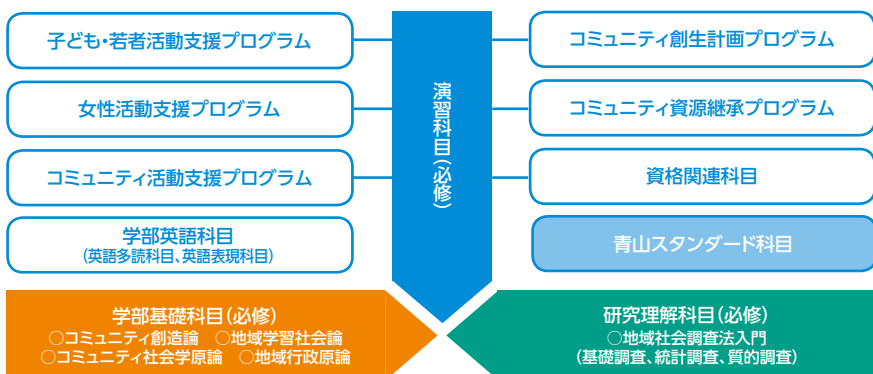 子ども・若者活動支援プログラム
女性活動支援プログラム
コミュニティ活動支援プログラム
学部英語科目
(英語多読科目、英語表現科目)
演習科目(必修)
コミュニティ創生計画プログラム
コミュニティ資源継承プログラム
資格関連科目
青山スタンダード科目
学部基礎科目(必修)
○コミュニティ創造論 ○地域学習社会論
○コミュニティ社会学原論 ○地域行政原論
研究理解科目(必修)
○地域社会調査法入門
(基礎調査、統計調査、質的調査)